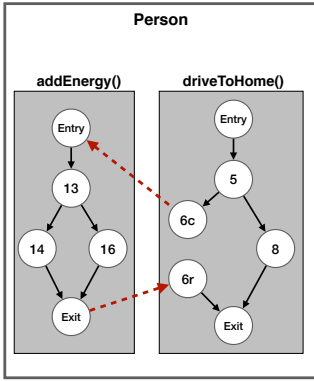 Person
addEnergy()
Entry
13
14
16
Exit
driveToHome()
Entry
5
6c
8
6r
Exit